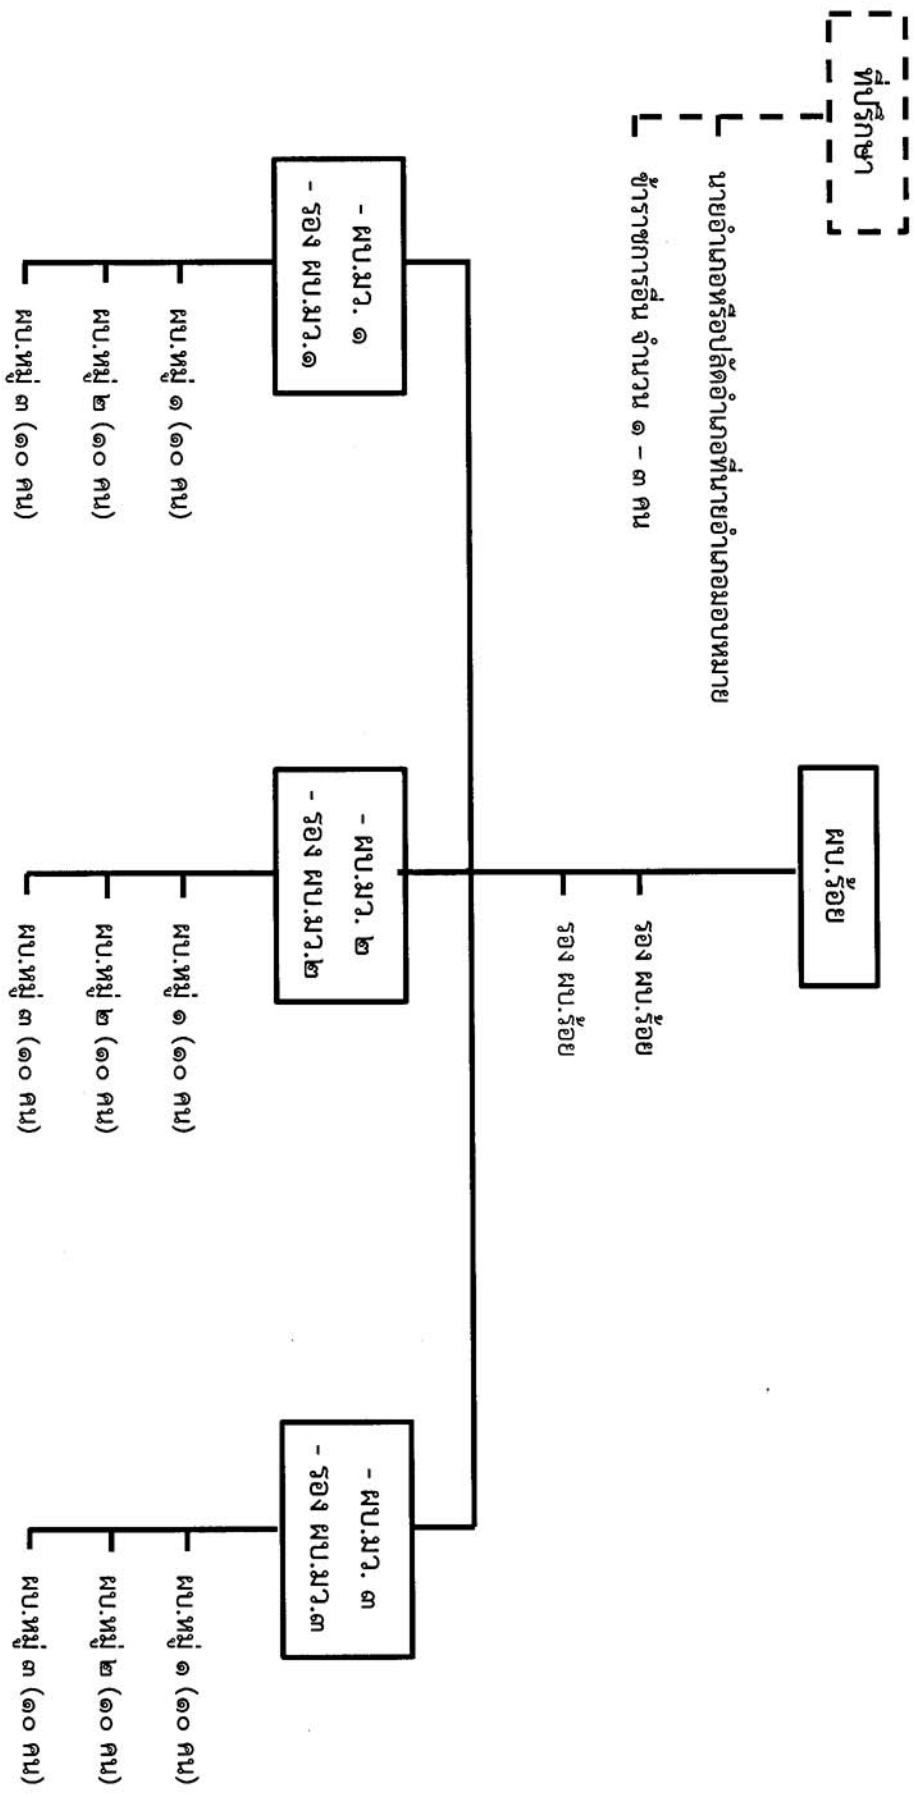 ที่ปรึกษา
นายอำเภอหรือปลัดอำเภอที่นายอำเภอมอบหมาย
ข้าราชการอื่น จำนวน ๑ - ๓ คน
ผบ.ร้อย
รอง ผบ.ร้อย
รอง ผบ.ร้อย
- ผบ.มว. ๑
- รอง ผบ.มว.๑
ผบ.หมู่ ๑ (๑๐ คน)
ผบ.หมู่ ๒ (๑๐ คน)
ผบ.หมู่ ๓ (๑๐ คน)
- ผบ.มว. ๒
- รอง ผบ.มว.๒
ผบ.หมู่ ๑ (๑๐ คน)
ผบ.หมู่ ๒ (๑๐ คน)
ผบ.หมู่ ๓ (๑๐ คน)
- ผบ.มว. ๓
- รอง ผบ.มว.๓
ผบ.หมู่ ๑ (๑๐ คน)
ผบ.หมู่ ๒ (๑๐ คน)
ผบ.หมู่ ๓ (๑๐ คน)